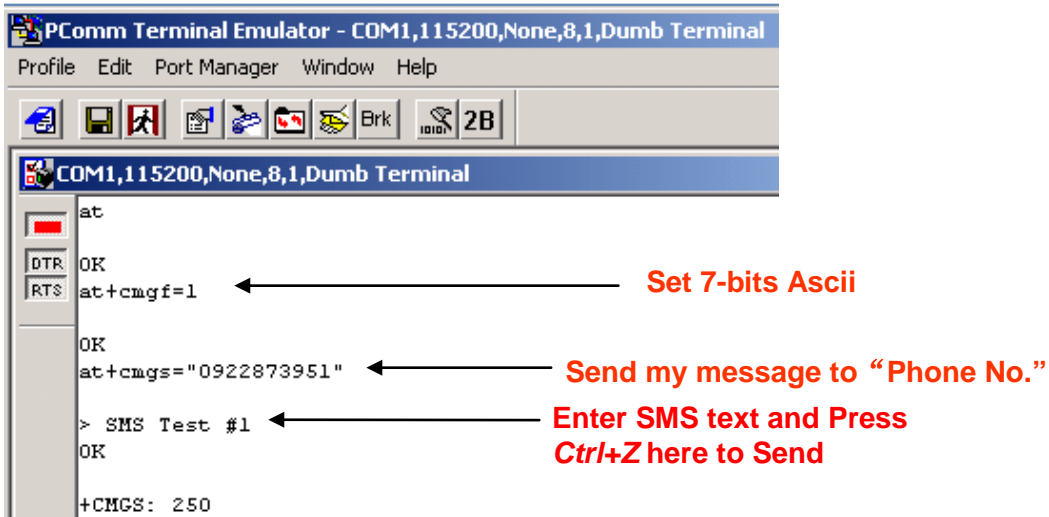 PComm Terminal Emulator - COM1,115200,None,8,1,Dumb Terminal
Profile Edit Port Manager Window Help
Brk 2B
COM1,115200,None,8,1,Dumb Terminal
at
DTR OK
RTS at+cmgf=1
Set 7-bits Ascii
OK
at+cmgs="0922873951"
Send my message to “Phone No.”
> SMS Test #1
Enter SMS text and Press
Ctrl+Z here to Send
OK
+CMGS: 250